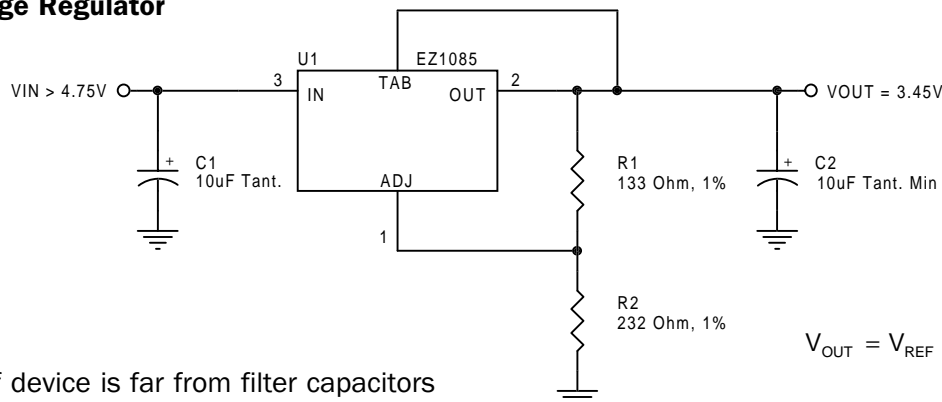 ge Regulator
U1 EZ1085
VIN > 4.75V 3 IN TAB OUT 2 VOUT = 3.45V
+ C1
10uF Tant.
R1
133 Ohm, 1%
+ C2
10uF Tant. Min
ADJ
1
R2
232 Ohm, 1%
VOUT = VREF
f device is far from filter capacitors